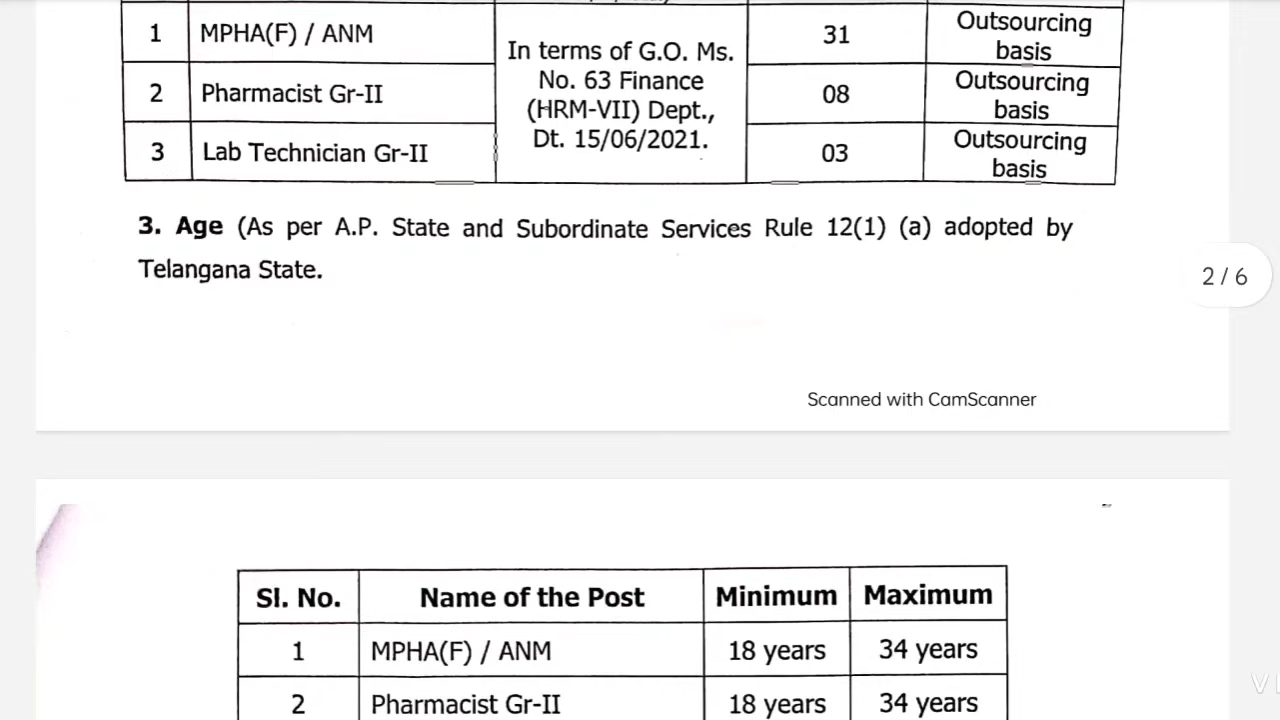 1 MPHA(F) / ANM 31 Outsourcing basis
In terms of G.O. Ms. No. 63 Finance (HRM-VII) Dept., Dt. 15/06/2021.
2 Pharmacist Gr-II 08 Outsourcing basis
3 Lab Technician Gr-II 03 Outsourcing basis
3. Age (As per A.P. State and Subordinate Services Rule 12(1) (a) adopted by
Telangana State.
2 / 6
Scanned with CamScanner
Sl. No. Name of the Post Minimum Maximum
1 MPHA(F) / ANM 18 years 34 years
2 Pharmacist Gr-II 18 years 34 years